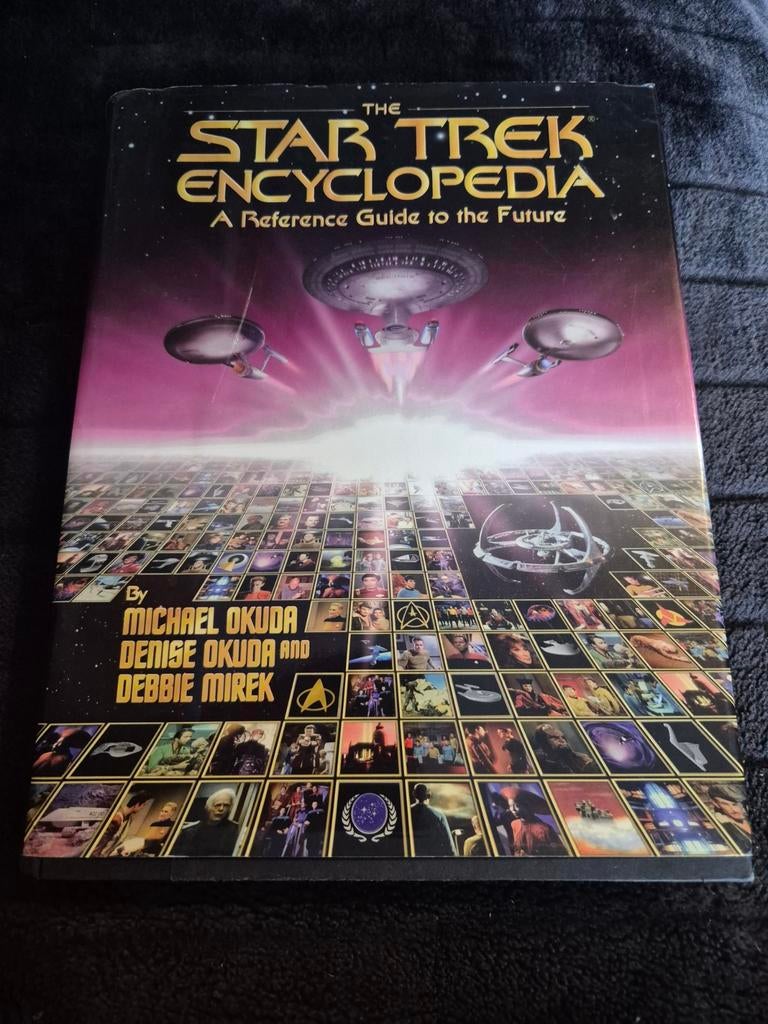 THE
STAR TREK®
ENCYCLOPEDIA
A Reference Guide to the Future
By
MICHAEL OKUDA
DENISE OKUDA AND
DEBBIE MIREK